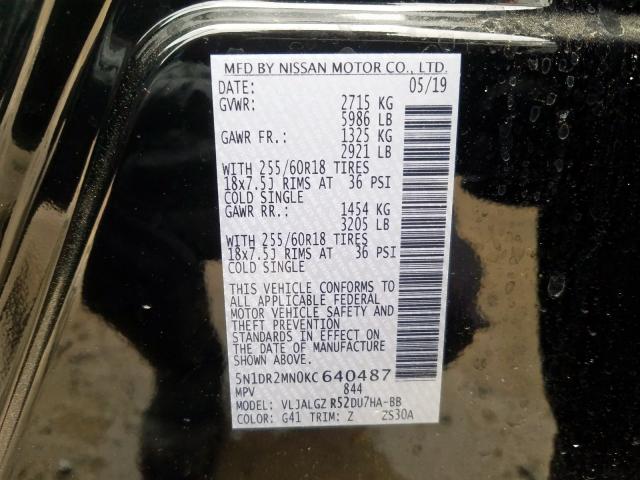 MFD BY NISSAN MOTOR CO., LTD.
DATE: 05/19
GVWR: 2715 KG
5986 LB
GAWR FR.: 1325 KG
2921 LB
WITH 255/60R18 TIRES
18x7.5J RIMS AT 36 PSI
COLD SINGLE
GAWR RR.: 1454 KG
3205 LB
WITH 255/60R18 TIRES
18x7.5J RIMS AT 36 PSI
COLD SINGLE
THIS VEHICLE CONFORMS TO
ALL APPLICABLE FEDERAL
MOTOR VEHICLE SAFETY AND
THEFT PREVENTION
STANDARDS IN EFFECT ON
THE DATE OF MANUFACTURE
SHOWN ABOVE.
5N1DR2MN0KC640487
MPV 844
MODEL: VLJALGZ R52DU7HA-BB
COLOR: G41 TRIM: Z ZS30A